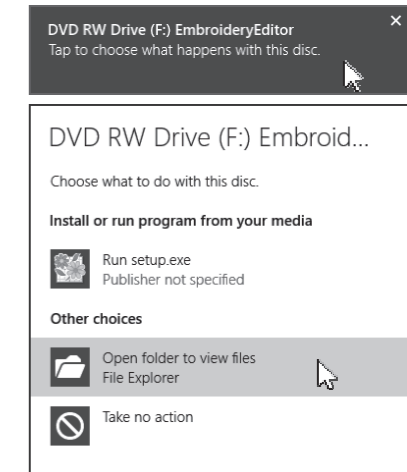 DVD RW Drive (F:) EmbroideryEditor
Tap to choose what happens with this disc.
DVD RW Drive (F:) Embroid...
Choose what to do with this disc.
Install or run program from your media
Run setup.exe
Publisher not specified
Other choices
Open folder to view files
File Explorer
Take no action